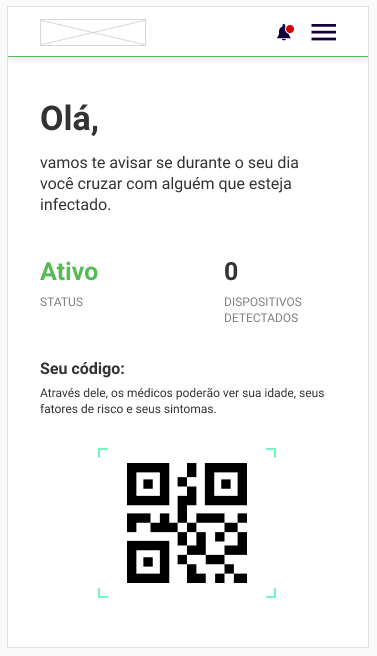 Olá,
vamos te avisar se durante o seu dia
você cruzar com alguém que esteja
infectado.
Ativo
STATUS
0
DISPOSITIVOS
DETECTADOS
Seu código:
Através dele, os médicos poderão ver sua idade, seus
fatores de risco e seus sintomas.